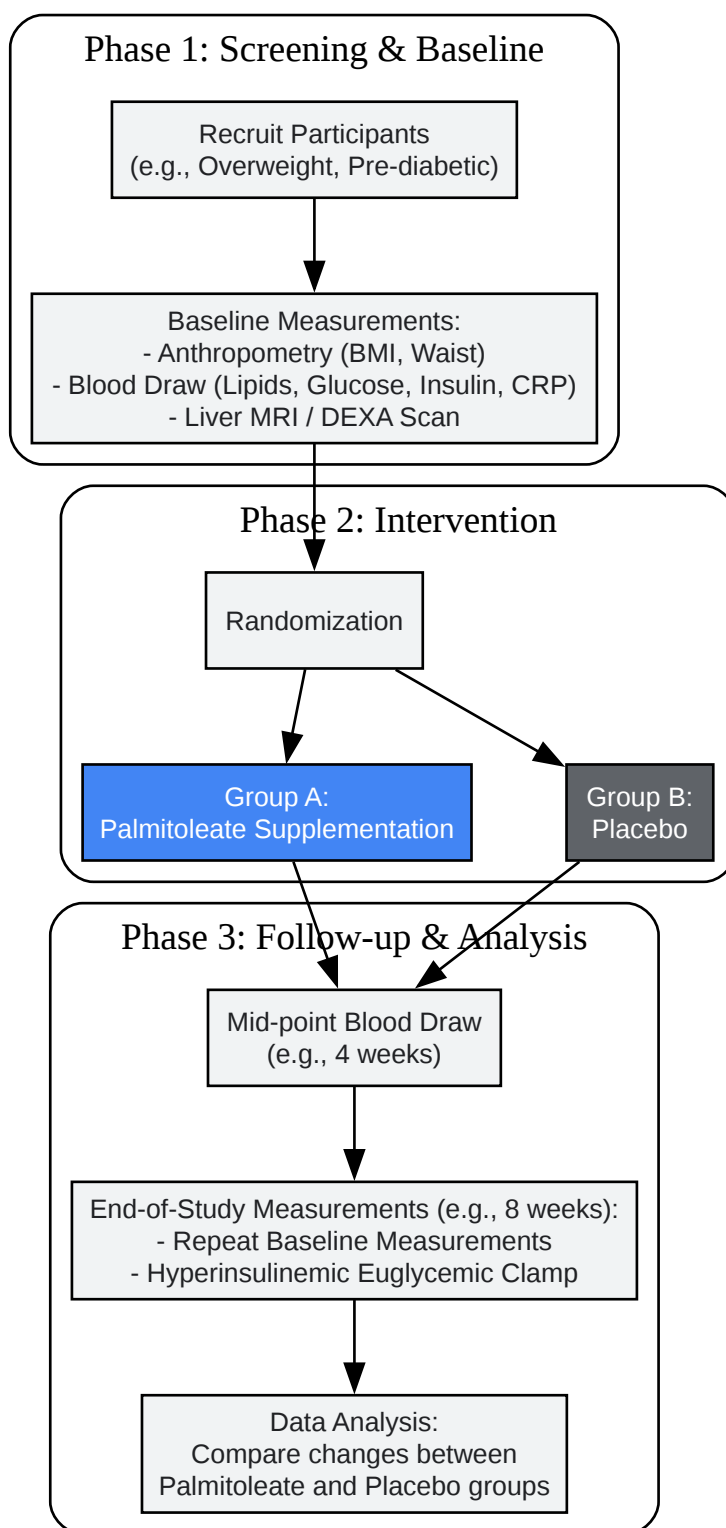 Phase 1: Screening & Baseline
Recruit Participants
(e.g., Overweight, Pre-diabetic)
Baseline Measurements:
- Anthropometry (BMI, Waist)
- Blood Draw (Lipids, Glucose, Insulin, CRP)
- Liver MRI / DEXA Scan
Phase 2: Intervention
Randomization
Group A:
Palmitoleate Supplementation
Group B:
Placebo
Phase 3: Follow-up & Analysis
Mid-point Blood Draw
(e.g., 4 weeks)
End-of-Study Measurements (e.g., 8 weeks):
- Repeat Baseline Measurements
- Hyperinsulinemic Euglycemic Clamp
Data Analysis:
Compare changes between
Palmitoleate and Placebo groups